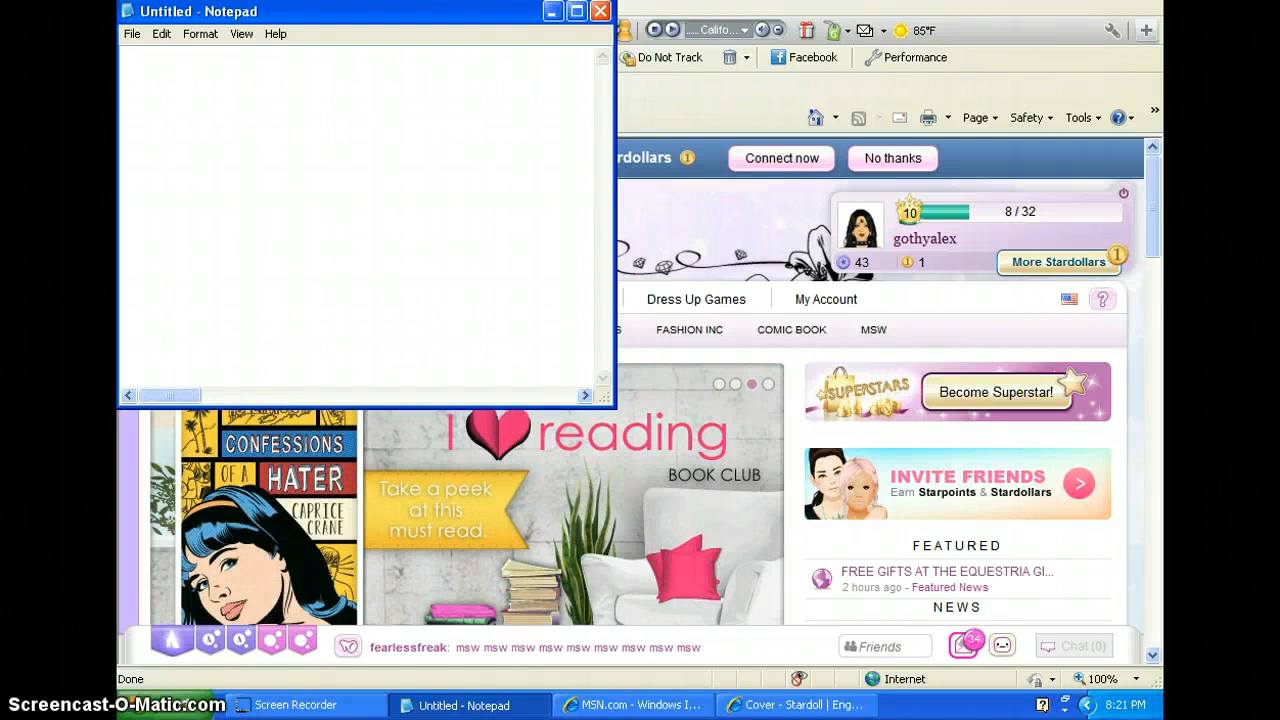 Untitled - Notepad
File Edit Format View Help
..... Califo...
85°F
Do Not Track
Facebook
Performance
Page
Safety
Tools
»
rdollars 1
Connect now
No thanks
10
8 / 32
gothyalex
43
1
More Stardollars
1
Dress Up Games
My Account
?
S
FASHION INC
COMIC BOOK
MSW
SUPERSTARS
Become Superstar!
CONFESSIONS
OF A
HATER
CAPRICE
CRANE
I reading
BOOK CLUB
Take a peek
at this
must read.
INVITE FRIENDS
Earn Starpoints & Stardollars
FEATURED
FREE GIFTS AT THE EQUESTRIA GI...
2 hours ago - Featured News
NEWS
fearlessfreak: msw msw msw msw msw msw msw msw msw
Friends
34
Chat (0)
Done
Internet
100%
Screencast-O-Matic.com
Screen Recorder
Untitled - Notepad
MSN.com - Windows I...
Cover - Stardoll | Eng...
8:21 PM